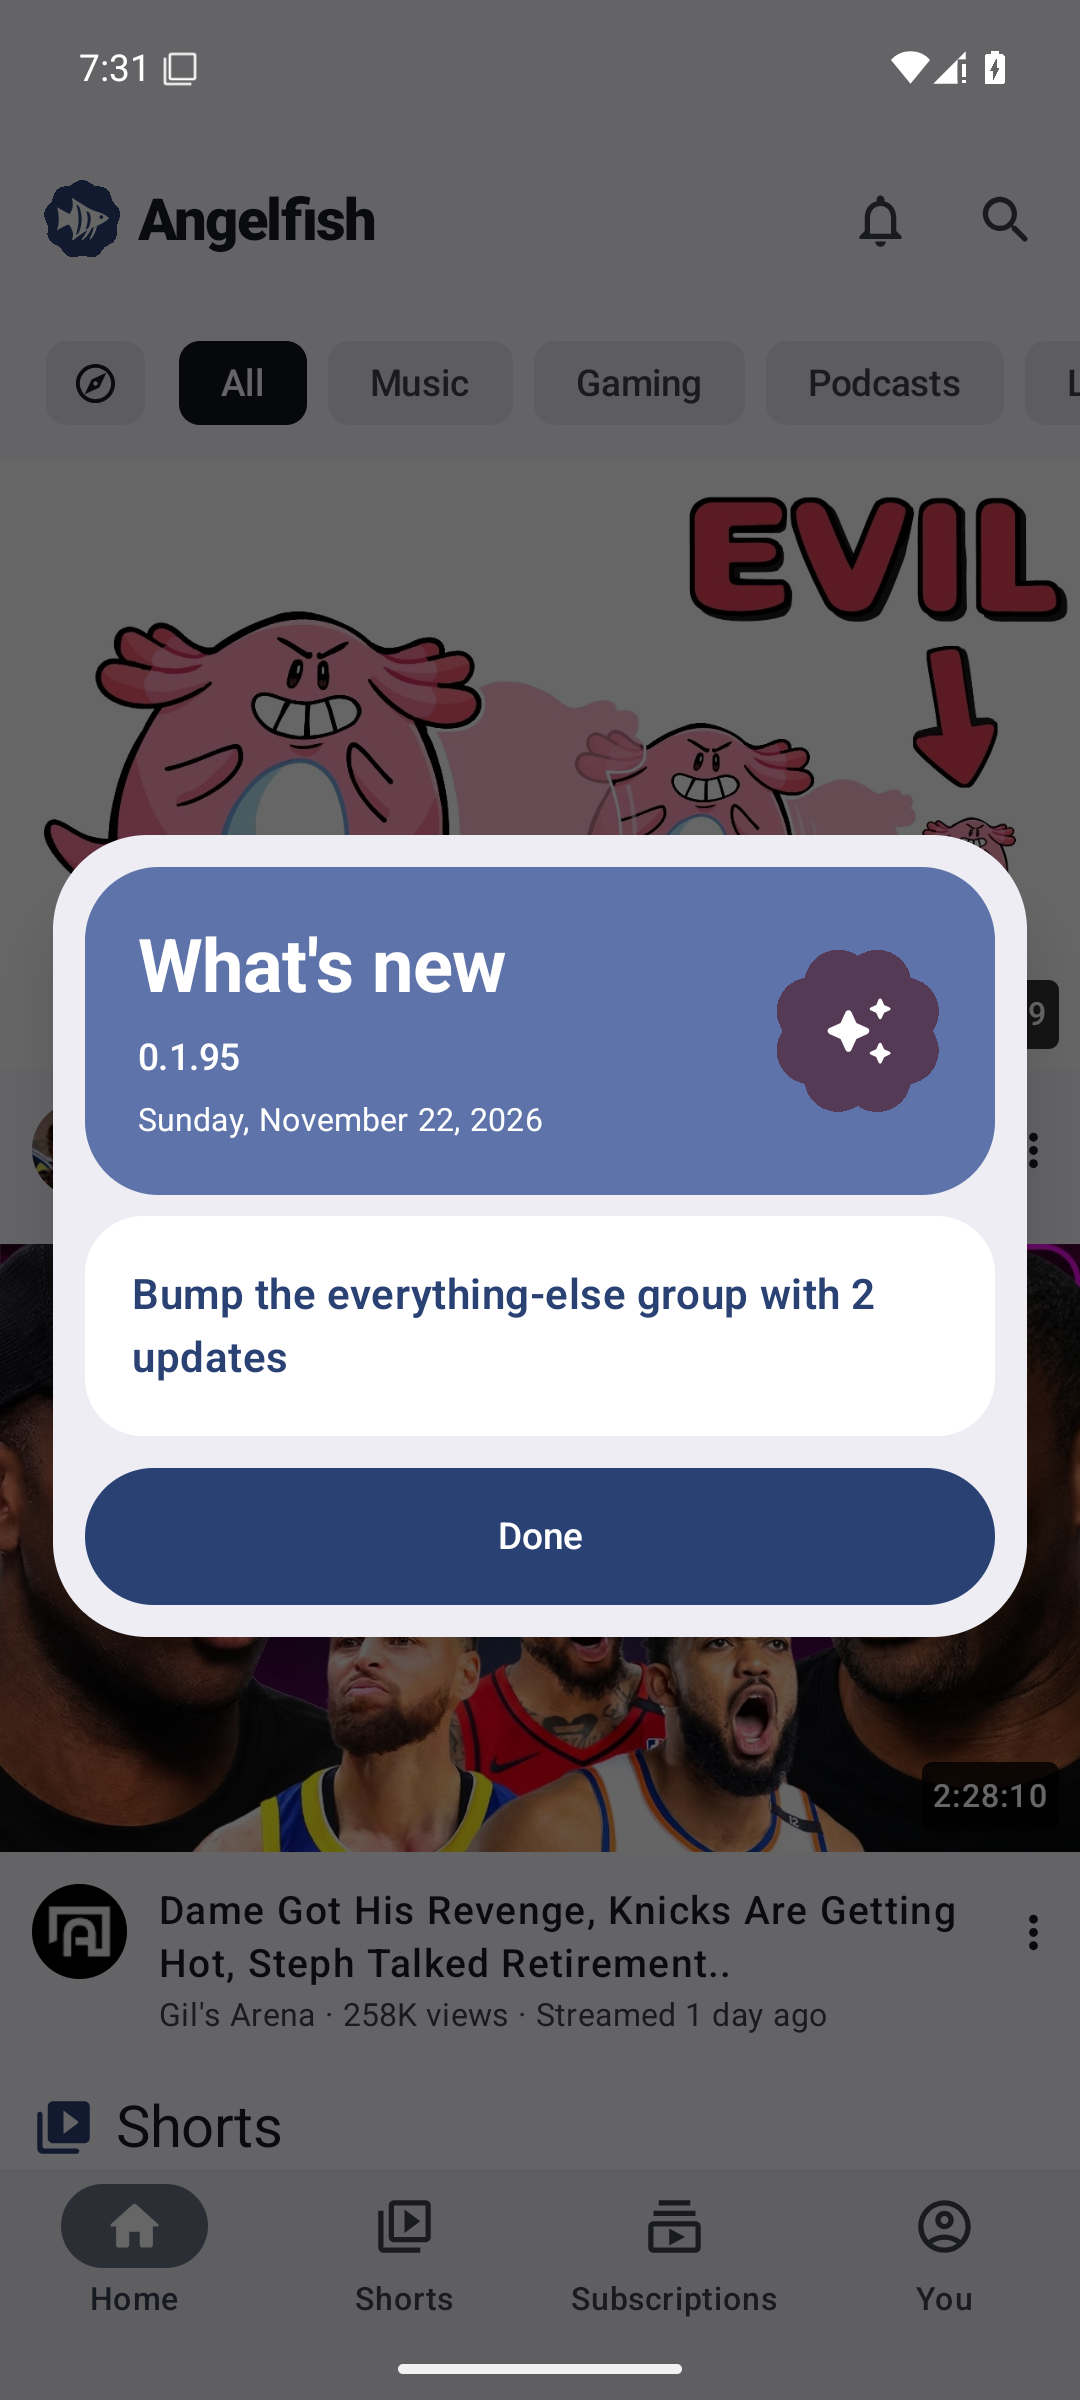 7:31
Angelfish
All
Music
Gaming
Podcasts
L
EVIL
What's new
0.1.95
Sunday, November 22, 2026
9
Bump the everything-else group with 2
updates
Done
2:28:10
Dame Got His Revenge, Knicks Are Getting
Hot, Steph Talked Retirement..
Gil's Arena · 258K views · Streamed 1 day ago
Shorts
Home
Shorts
Subscriptions
You